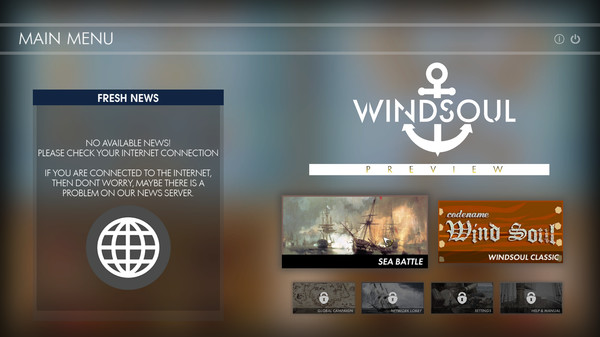 MAIN MENU
FRESH NEWS
NO AVAILABLE NEWS!
PLEASE CHECK YOUR INTERNET CONNECTION
IF YOU ARE CONNECTED TO THE INTERNET,
THEN DONT WORRY, MAYBE THERE IS A
PROBLEM ON OUR NEWS SERVER.
WINDSOUL
PREVIEW
SEA BATTLE
codename
Wind Soul
WINDSOUL CLASSIC
GLOBAL CAMPAIGN
NETWORK LOBBY
SETTINGS
HELP & MANUAL